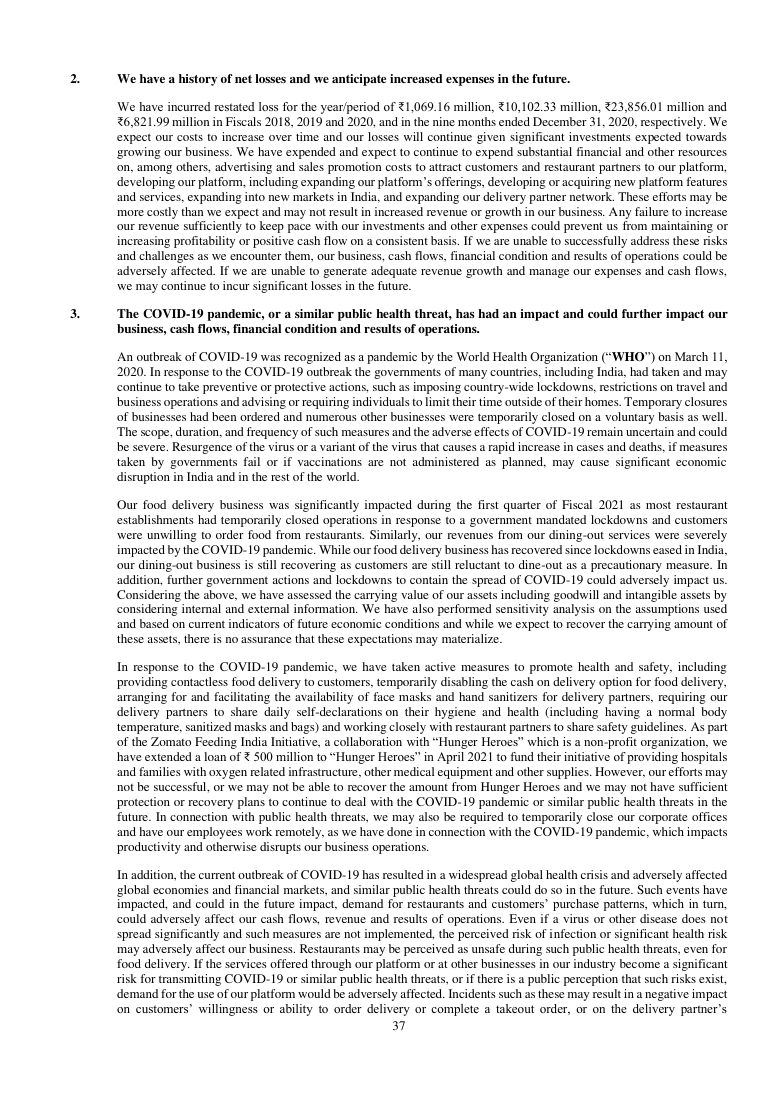 2. We have a history of net losses and we anticipate increased expenses in the future.
We have incurred restated loss for the year/period of ₹1,069.16 million, ₹10,102.33 million, ₹23,856.01 million and
₹6,821.99 million in Fiscals 2018, 2019 and 2020, and in the nine months ended December 31, 2020, respectively. We
expect our costs to increase over time and our losses will continue given significant investments expected towards
growing our business. We have expended and expect to continue to expend substantial financial and other resources
on, among others, advertising and sales promotion costs to attract customers and restaurant partners to our platform,
developing our platform, including expanding our platform's offerings, developing or acquiring new platform features
and services, expanding into new markets in India, and expanding our delivery partner network. These efforts may be
more costly than we expect and may not result in increased revenue or growth in our business. Any failure to increase
our revenue sufficiently to keep pace with our investments and other expenses could prevent us from maintaining or
increasing profitability or positive cash flow on a consistent basis. If we are unable to successfully address these risks
and challenges as we encounter them, our business, cash flows, financial condition and results of operations could be
adversely affected. If we are unable to generate adequate revenue growth and manage our expenses and cash flows,
we may continue to incur significant losses in the future.
3. The COVID-19 pandemic, or a similar public health threat, has had an impact and could further impact our
business, cash flows, financial condition and results of operations.
An outbreak of COVID-19 was recognized as a pandemic by the World Health Organization (“WHO”) on March 11,
2020. In response to the COVID-19 outbreak the governments of many countries, including India, had taken and may
continue to take preventive or protective actions, such as imposing country-wide lockdowns, restrictions on travel and
business operations and advising or requiring individuals to limit their time outside of their homes. Temporary closures
of businesses had been ordered and numerous other businesses were temporarily closed on a voluntary basis as well.
The scope, duration, and frequency of such measures and the adverse effects of COVID-19 remain uncertain and could
be severe. Resurgence of the virus or a variant of the virus that causes a rapid increase in cases and deaths, if measures
taken by governments fail or if vaccinations are not administered as planned, may cause significant economic
disruption in India and in the rest of the world.
Our food delivery business was significantly impacted during the first quarter of Fiscal 2021 as most restaurant
establishments had temporarily closed operations in response to a government mandated lockdowns and customers
were unwilling to order food from restaurants. Similarly, our revenues from our dining-out services were severely
impacted by the COVID-19 pandemic. While our food delivery business has recovered since lockdowns eased in India,
our dining-out business is still recovering as customers are still reluctant to dine-out as a precautionary measure. In
addition, further government actions and lockdowns to contain the spread of COVID-19 could adversely impact us.
Considering the above, we have assessed the carrying value of our assets including goodwill and intangible assets by
considering internal and external information. We have also performed sensitivity analysis on the assumptions used
and based on current indicators of future economic conditions and while we expect to recover the carrying amount of
these assets, there is no assurance that these expectations may materialize.
In response to the COVID-19 pandemic, we have taken active measures to promote health and safety, including
providing contactless food delivery to customers, temporarily disabling the cash on delivery option for food delivery,
arranging for and facilitating the availability of face masks and hand sanitizers for delivery partners, requiring our
delivery partners to share daily self-declarations on their hygiene and health (including having a normal body
temperature, sanitized masks and bags) and working closely with restaurant partners to share safety guidelines. As part
of the Zomato Feeding India Initiative, a collaboration with “Hunger Heroes” which is a non-profit organization, we
have extended a loan of ₹ 500 million to “Hunger Heroes” in April 2021 to fund their initiative of providing hospitals
and families with oxygen related infrastructure, other medical equipment and other supplies. However, our efforts may
not be successful, or we may not be able to recover the amount from Hunger Heroes and we may not have sufficient
protection or recovery plans to continue to deal with the COVID-19 pandemic or similar public health threats in the
future. In connection with public health threats, we may also be required to temporarily close our corporate offices
and have our employees work remotely, as we have done in connection with the COVID-19 pandemic, which impacts
productivity and otherwise disrupts our business operations.
In addition, the current outbreak of COVID-19 has resulted in a widespread global health crisis and adversely affected
global economies and financial markets, and similar public health threats could do so in the future. Such events have
impacted, and could in the future impact, demand for restaurants and customers’ purchase patterns, which in turn,
could adversely affect our cash flows, revenue and results of operations. Even if a virus or other disease does not
spread significantly and such measures are not implemented, the perceived risk of infection or significant health risk
may adversely affect our business. Restaurants may be perceived as unsafe during such public health threats, even for
food delivery. If the services offered through our platform or at other businesses in our industry become a significant
risk for transmitting COVID-19 or similar public health threats, or if there is a public perception that such risks exist,
demand for the use of our platform would be adversely affected. Incidents such as these may result in a negative impact
on customers’ willingness or ability to order delivery or complete a takeout order, or on the delivery partner’s
37